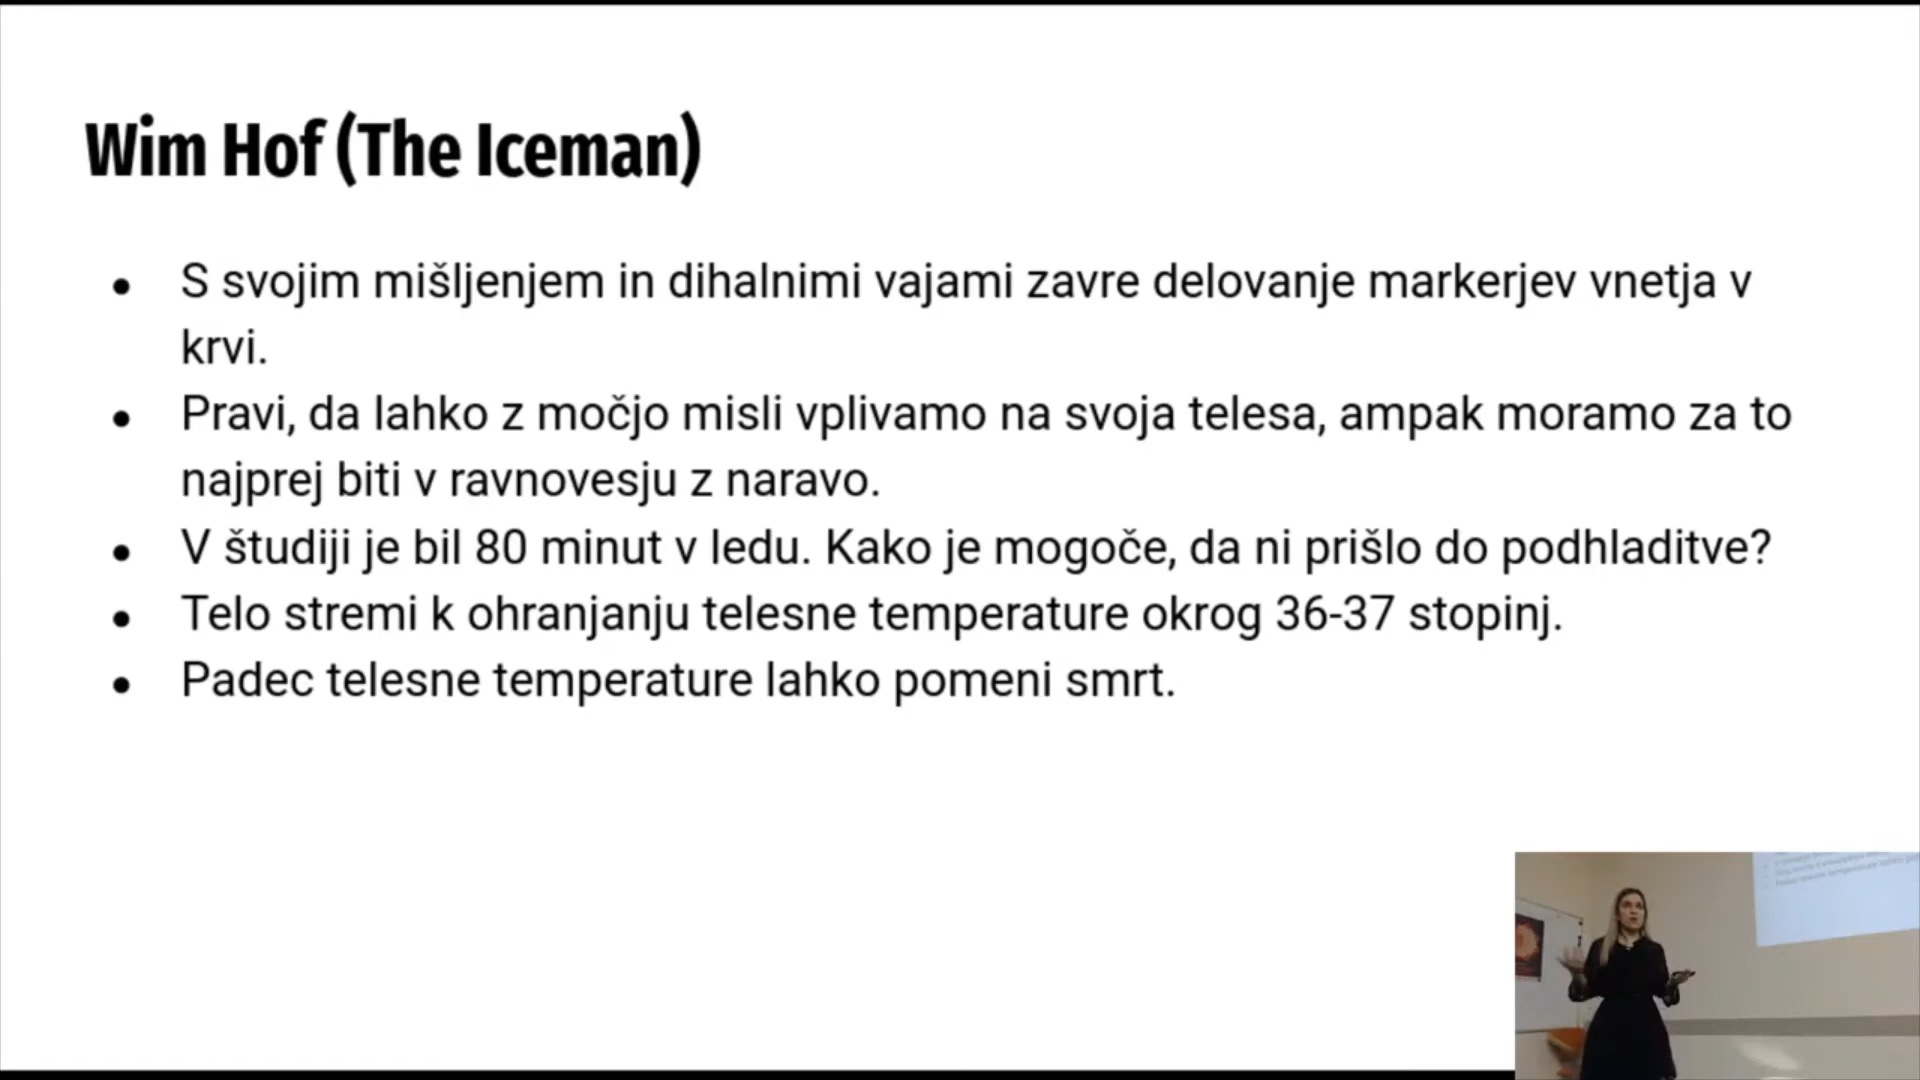 Wim Hof (The Iceman)
● S svojim mišljenjem in dihalnimi vajami zavre delovanje markerjev vnetja v
krvi.
● Pravi, da lahko z močjo misli vplivamo na svoja telesa, ampak moramo za to
najprej biti v ravnovesju z naravo.
● V študiji je bil 80 minut v ledu. Kako je mogoče, da ni prišlo do podhladitve?
● Telo stremi k ohranjanju telesne temperature okrog 36-37 stopinj.
● Padec telesne temperature lahko pomeni smrt.